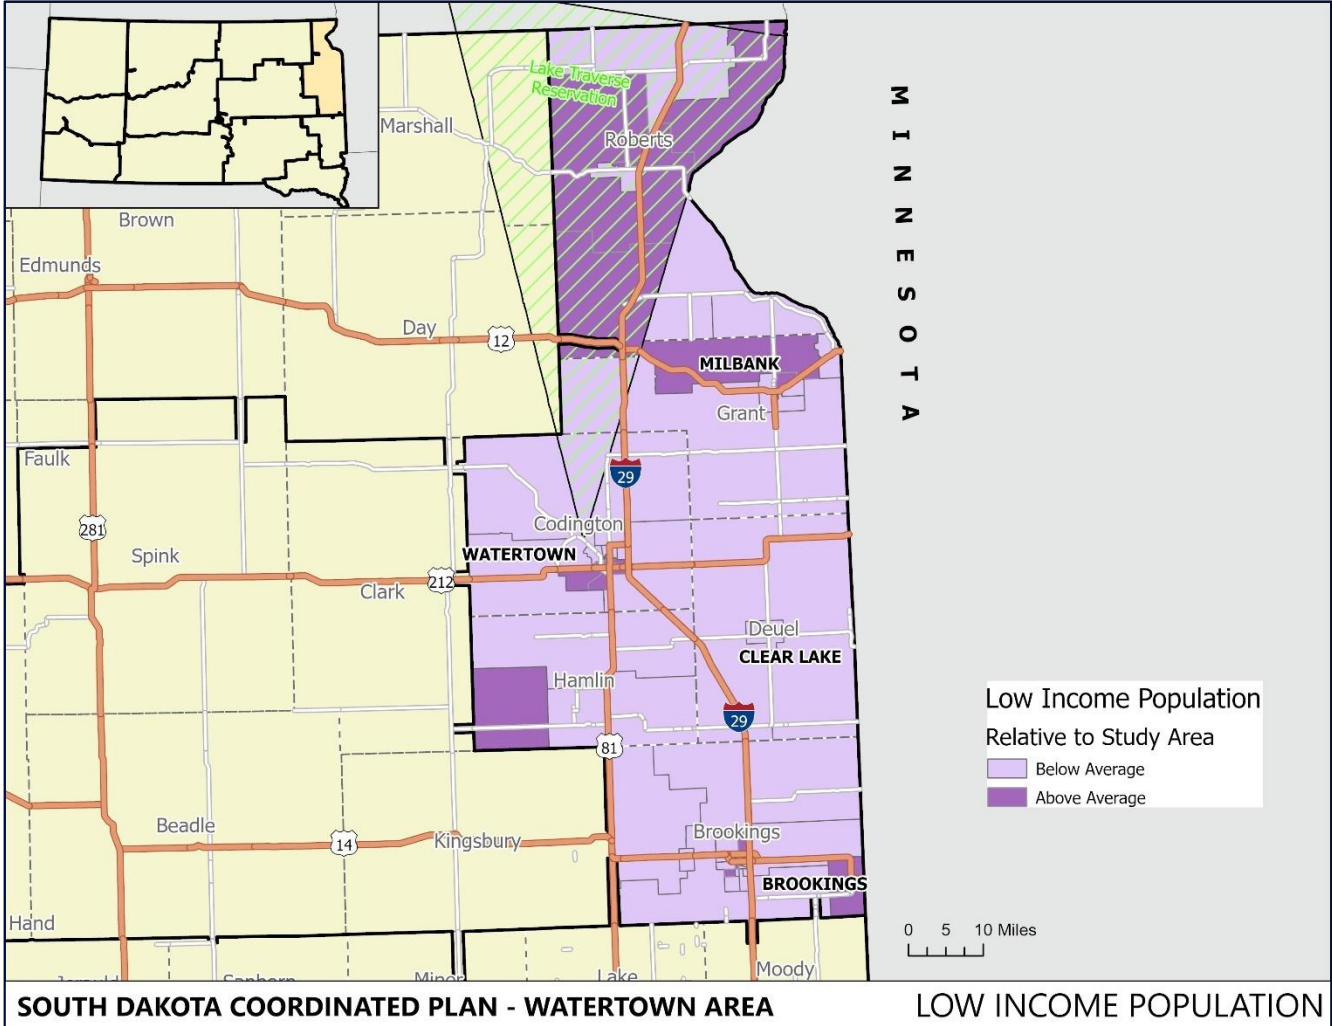 Lake Traverse
Reservation
Marshall
Roberts
Brown
Edmunds
Day
12
MILBANK
Grant
Faulk
29
281
Codington
Spink
WATERTOWN
212
Clark
Deuel
CLEAR LAKE
Hamlin
29
81
Beadle
14
Kingsbury
Brookings
BROOKINGS
Hand
Lake
Moody
Miner
Sanborn
Jerauld
MINNESOTA
Low Income Population
Relative to Study Area
Below Average
Above Average
0 5 10 Miles
SOUTH DAKOTA COORDINATED PLAN - WATERTOWN AREA
LOW INCOME POPULATION